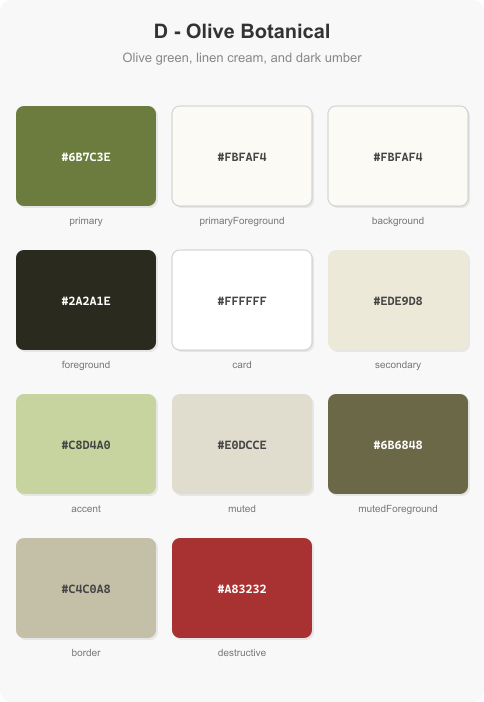 D - Olive Botanical
Olive green, linen cream, and dark umber
#6B7C3E
#FBFAF4
#FBFAF4
primary
primaryForeground
background
#2A2A1E
#FFFFFF
#EDE9D8
foreground
card
secondary
#C8D4A0
#E0DCCE
#6B6848
accent
muted
mutedForeground
#C4C0A8
#A83232
border
destructive